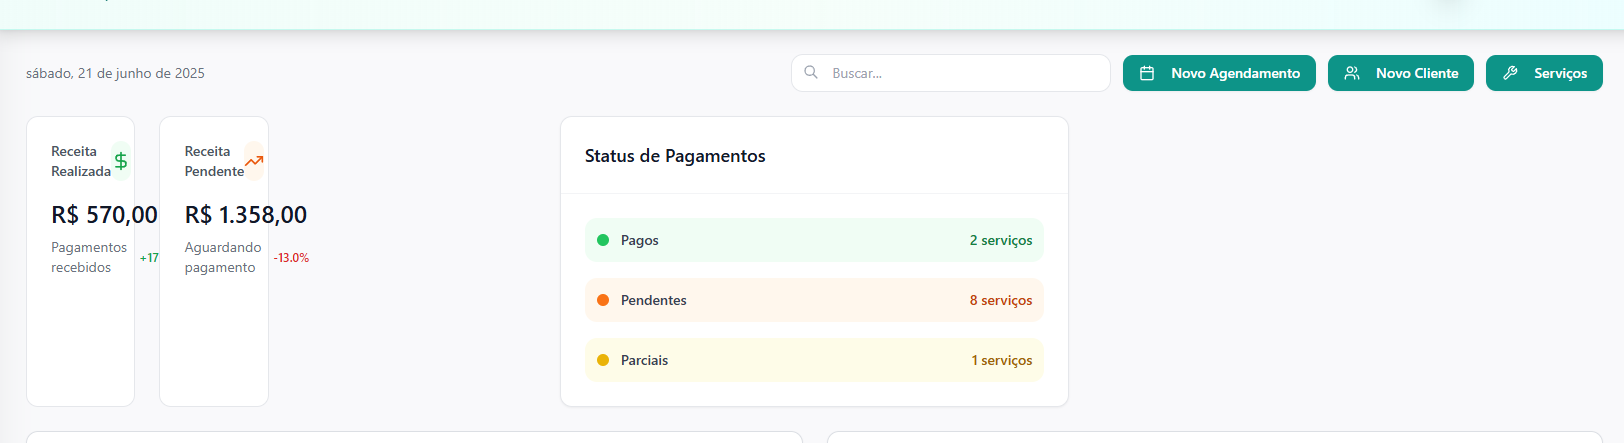 sábado, 21 de junho de 2025
Buscar...
Novo Agendamento
Novo Cliente
Serviços
Receita
Realizada
R$ 570,00
Pagamentos
recebidos
+17
Receita
Pendente
R$ 1.358,00
Aguardando
pagamento
-13.0%
Status de Pagamentos
Pagos
2 serviços
Pendentes
8 serviços
Parciais
1 serviços